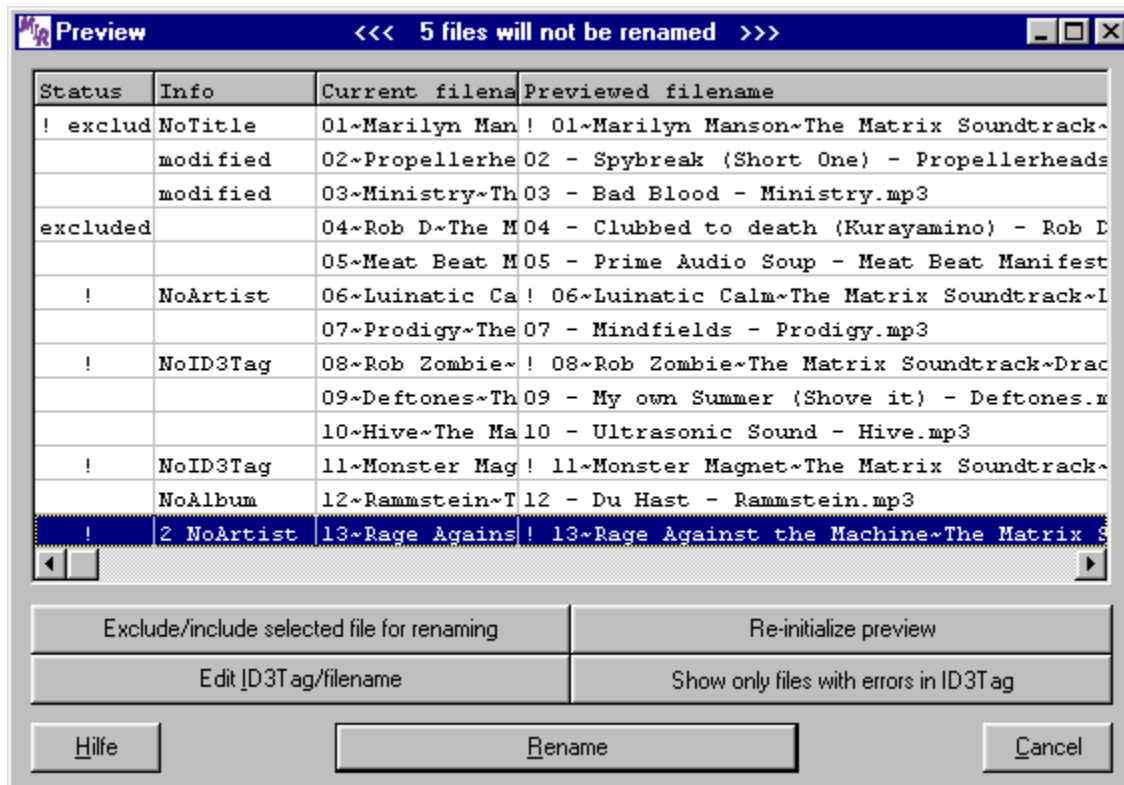 MR Preview <<< 5 files will not be renamed >>>
Status Info Current filena Previewed filename
! exclud NoTitle 01~Marilyn Man ! 01~Marilyn Manson~The Matrix Soundtrack~
modified 02~Propellerhe 02 - Spybreak (Short One) - Propellerheads
modified 03~Ministry~Th 03 - Bad Blood - Ministry.mp3
excluded 04~Rob D~The M 04 - Clubbed to death (Kurayamino) - Rob D
05~Meat Beat M 05 - Prime Audio Soup - Meat Beat Manifest
! NoArtist 06~Luinatic Ca ! 06~Luinatic Calm~The Matrix Soundtrack~L
07~Prodigy~The 07 - Mindfields - Prodigy.mp3
! NoID3Tag 08~Rob Zombie~ ! 08~Rob Zombie~The Matrix Soundtrack~Drac
09~Deftones~Th 09 - My own Summer (Shove it) - Deftones.m
10~Hive~The Ma 10 - Ultrasonic Sound - Hive.mp3
! NoID3Tag 11~Monster Mag ! 11~Monster Magnet~The Matrix Soundtrack~
NoAlbum 12~Rammstein~T 12 - Du Hast - Rammstein.mp3
! 2 NoArtist 13~Rage Agains ! 13~Rage Against the Machine~The Matrix S
Exclude/include selected file for renaming Re-initialize preview
Edit ID3Tag/filename Show only files with errors in ID3Tag
Hilfe Rename Cancel